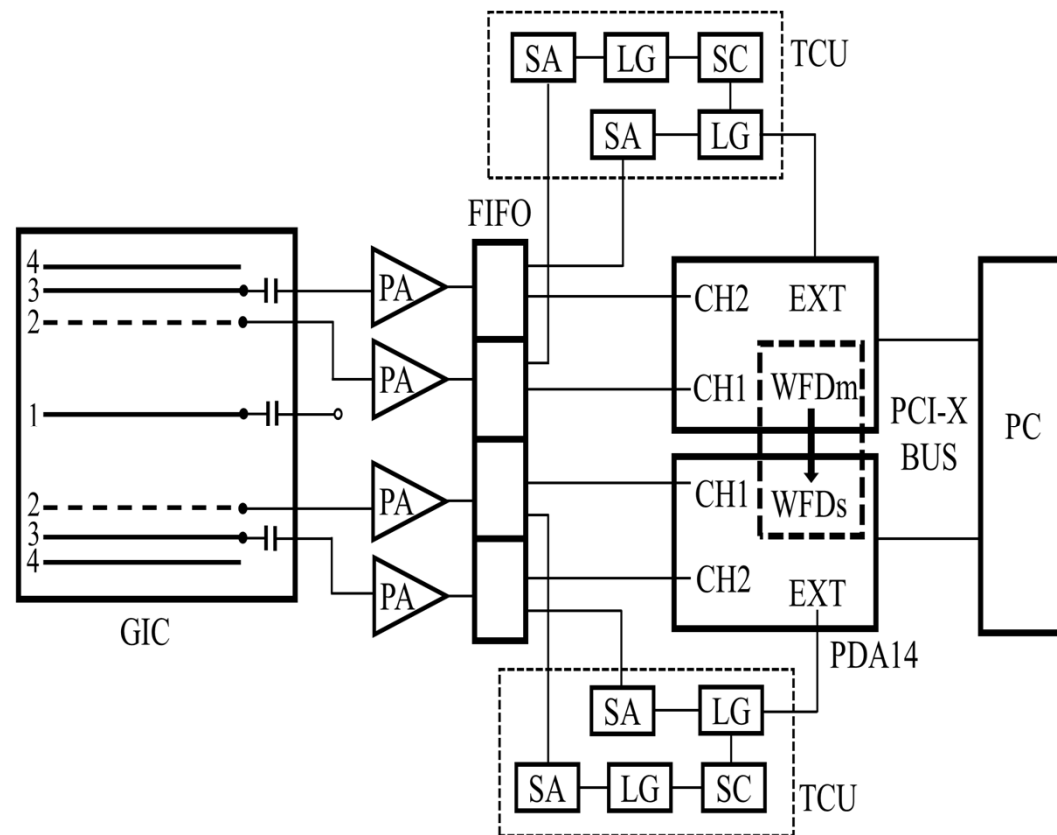 SA LG SC TCU
SA LG
FIFO
4
3
2
1
2
3
4
GIC
PA
PA
PA
PA
CH2 EXT
CH1 WFDm
CH1 WFDs
CH2 EXT
PCI-X
BUS
PC
PDA14
SA LG
SA LG SC TCU